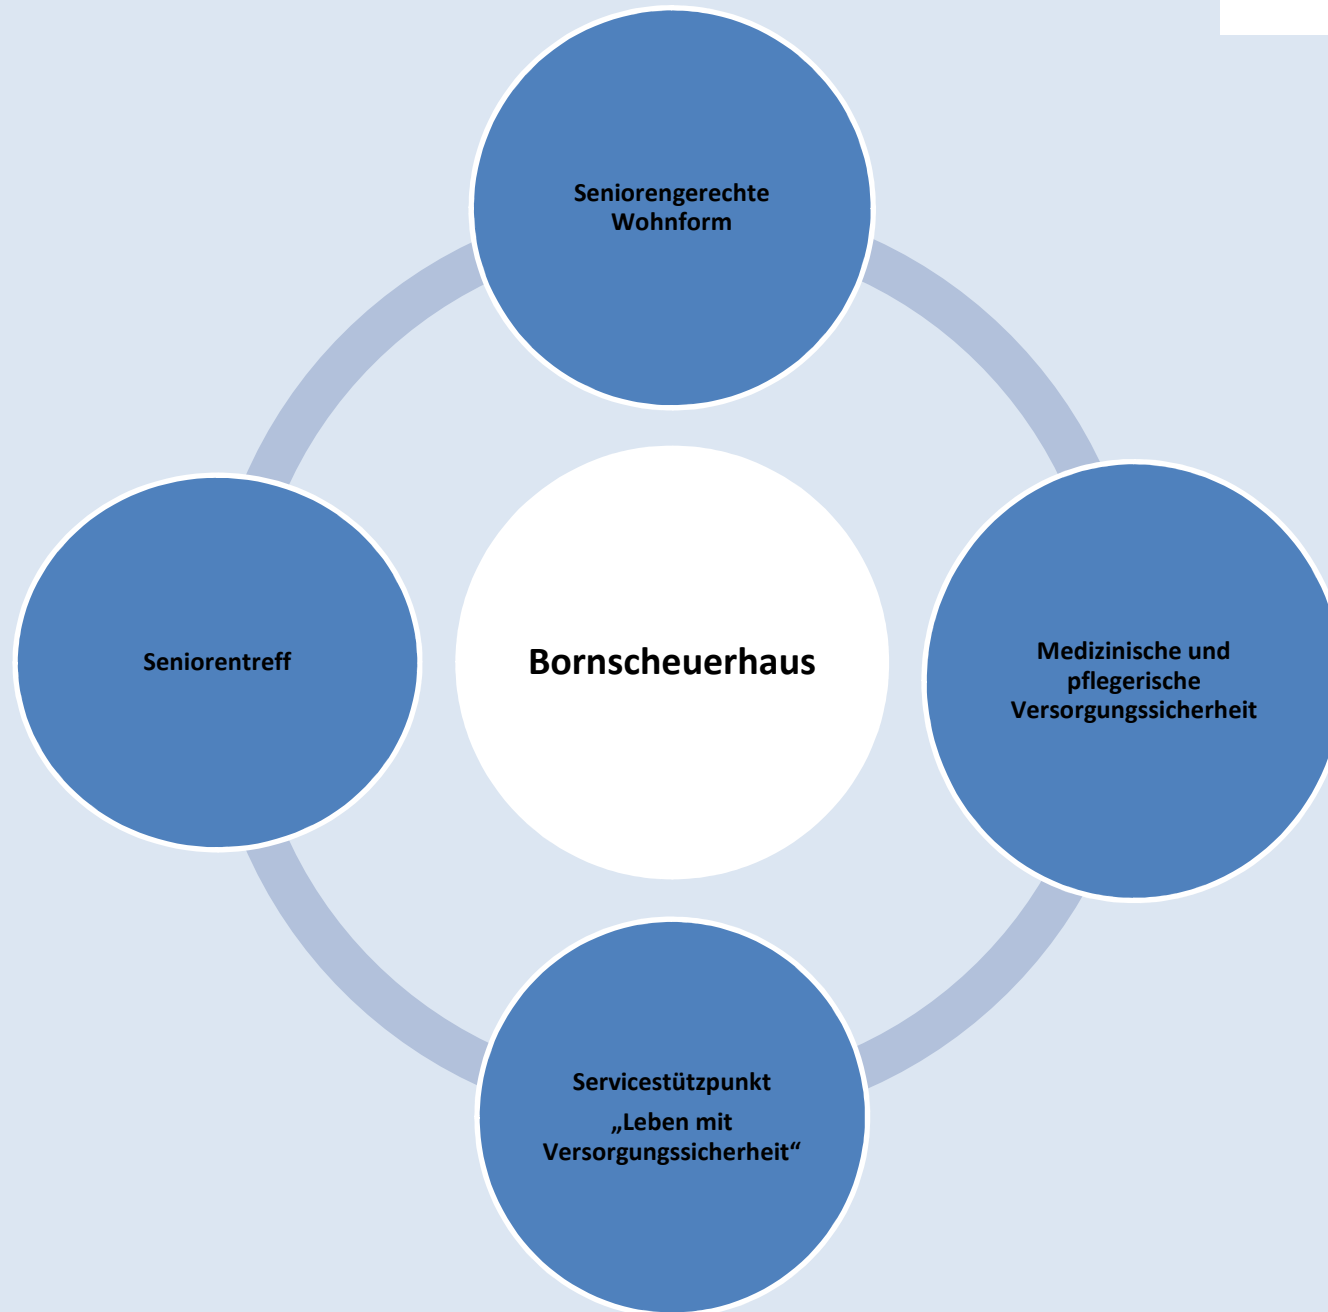 Seniorengerechte
Wohnform
Seniorentreff
Bornscheuerhaus
Medizinische und
pflegerische
Versorgungssicherheit
Servicestützpunkt
„Leben mit
Versorgungssicherheit“